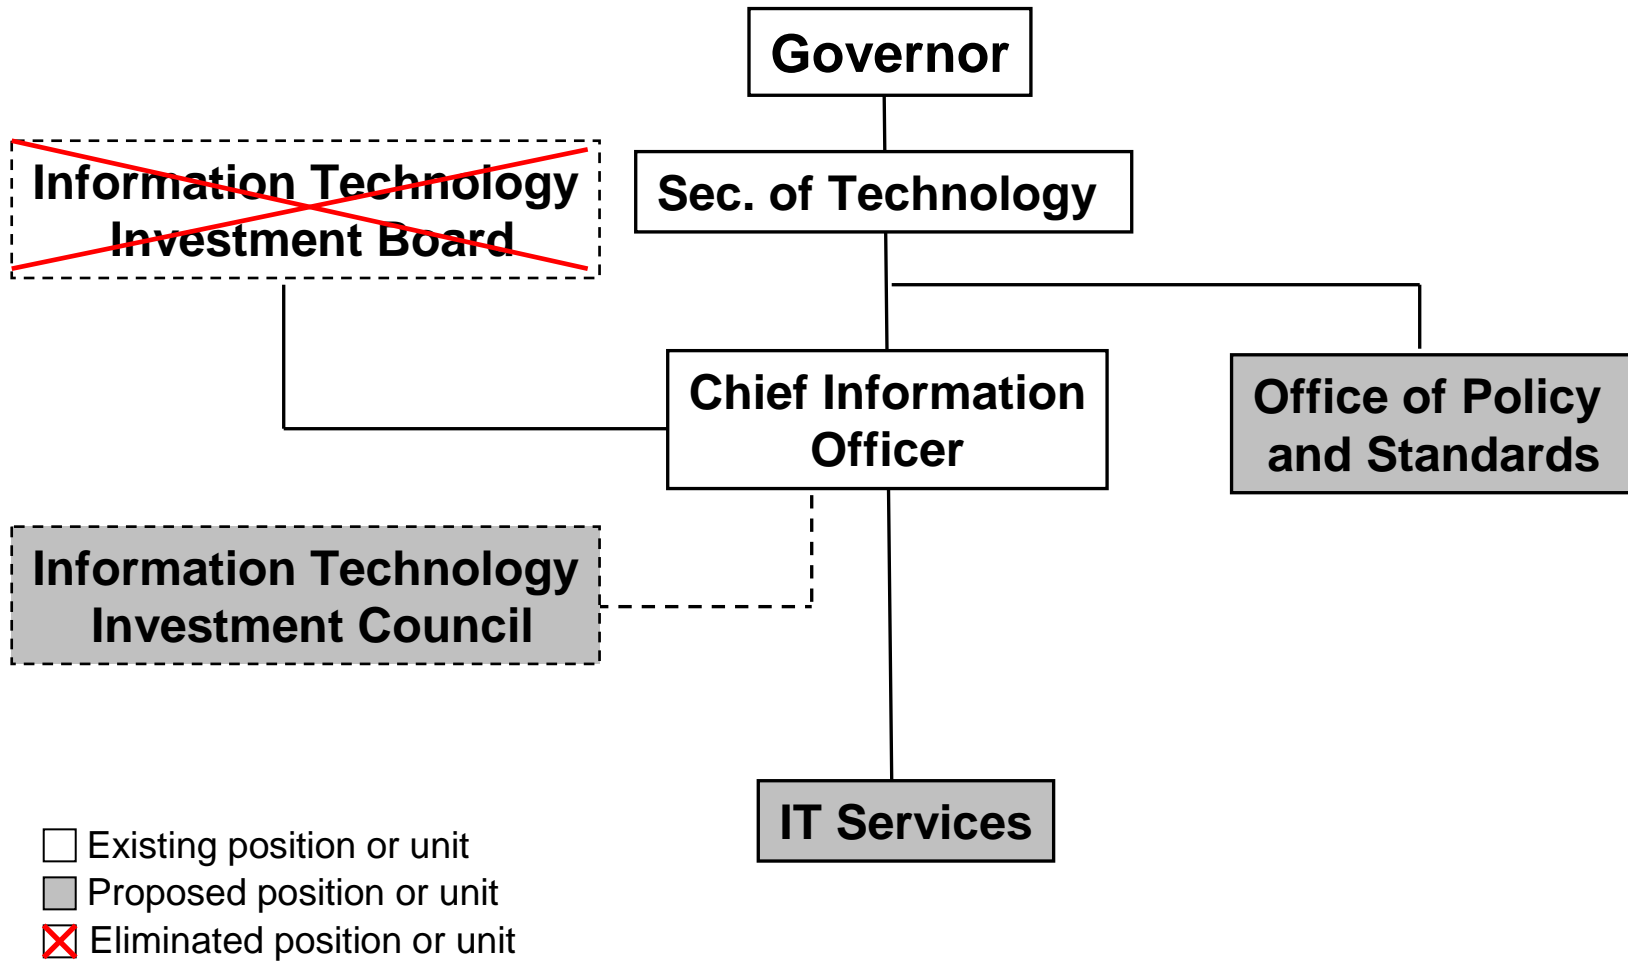 Governor
Information Technology
Investment Board
Sec. of Technology
Chief Information
Officer
Office of Policy
and Standards
Information Technology
Investment Council
IT Services
Existing position or unit
Proposed position or unit
Eliminated position or unit